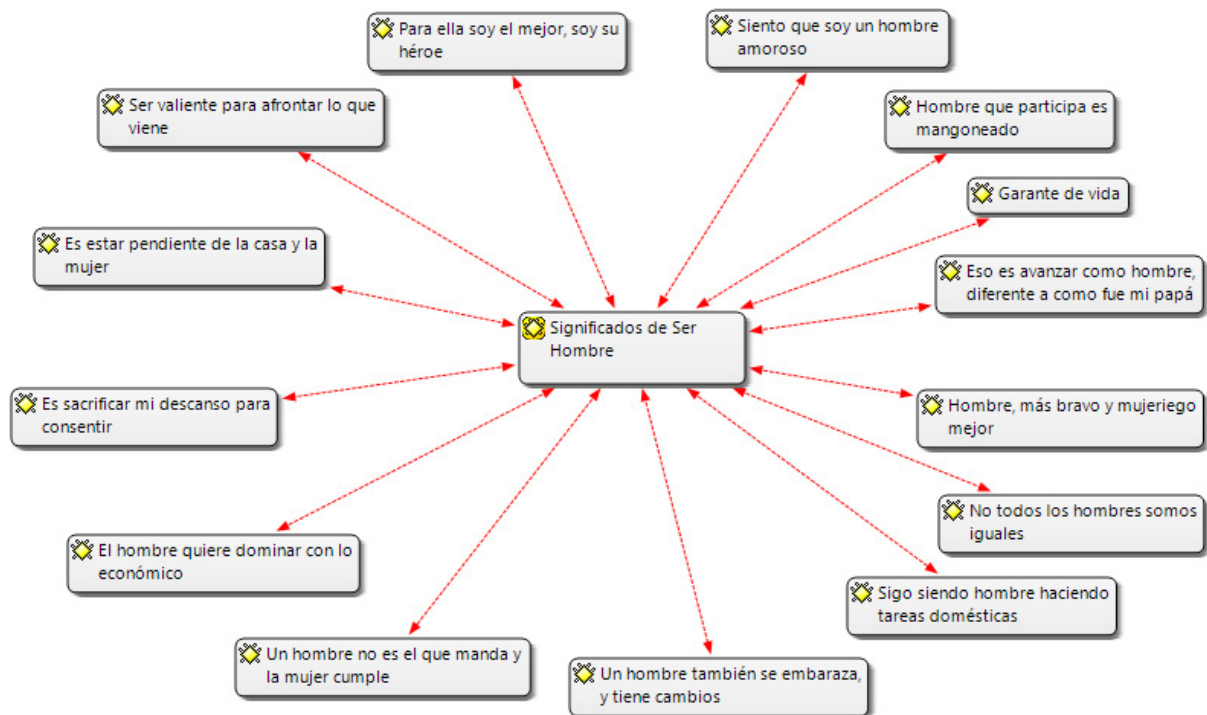 Para ella soy el mejor, soy su
héroe
Siento que soy un hombre
amoroso
Ser valiente para afrontar lo que
viene
Hombre que participa es
mangoneado
Garante de vida
Es estar pendiente de la casa y la
mujer
Eso es avanzar como hombre,
diferente a como fue mi papá
Significados de Ser
Hombre
Es sacrificar mi descanso para
consentir
Hombre, más bravo y mujeriego
mejor
No todos los hombres somos
iguales
El hombre quiere dominar con lo
económico
Sigo siendo hombre haciendo
tareas domésticas
Un hombre no es el que manda y
la mujer cumple
Un hombre también se embaraza,
y tiene cambios